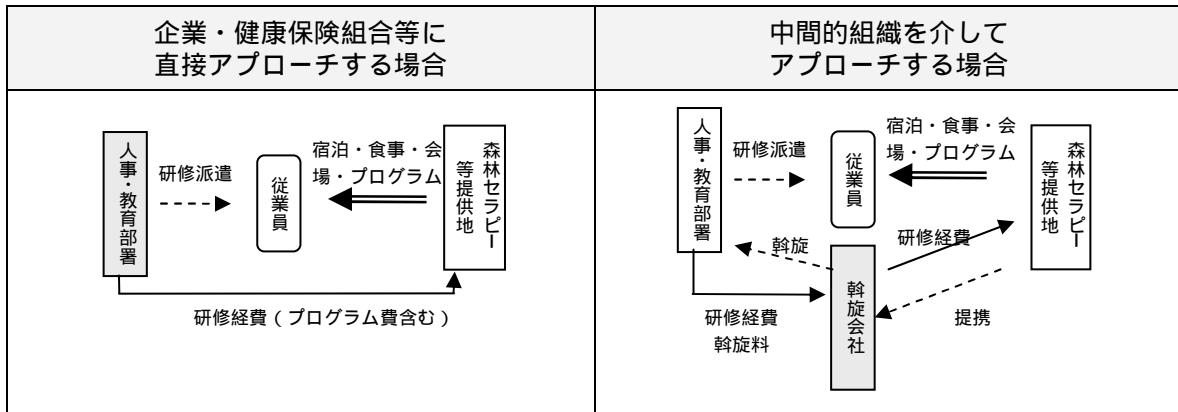 企業・健康保険組合等に
直接アプローチする場合
中間的組織を介して
アプローチする場合
人事・教育部署
研修派遣
従業員
宿泊・食事・会
場・プログラム
森林セラピー
等提供地
研修経費（プログラム費含む）
人事・教育部署
研修派遣
従業員
宿泊・食事・会
場・プログラム
森林セラピー
等提供地
斡旋
研修経費
斡旋会社
研修経費
斡旋料
提携